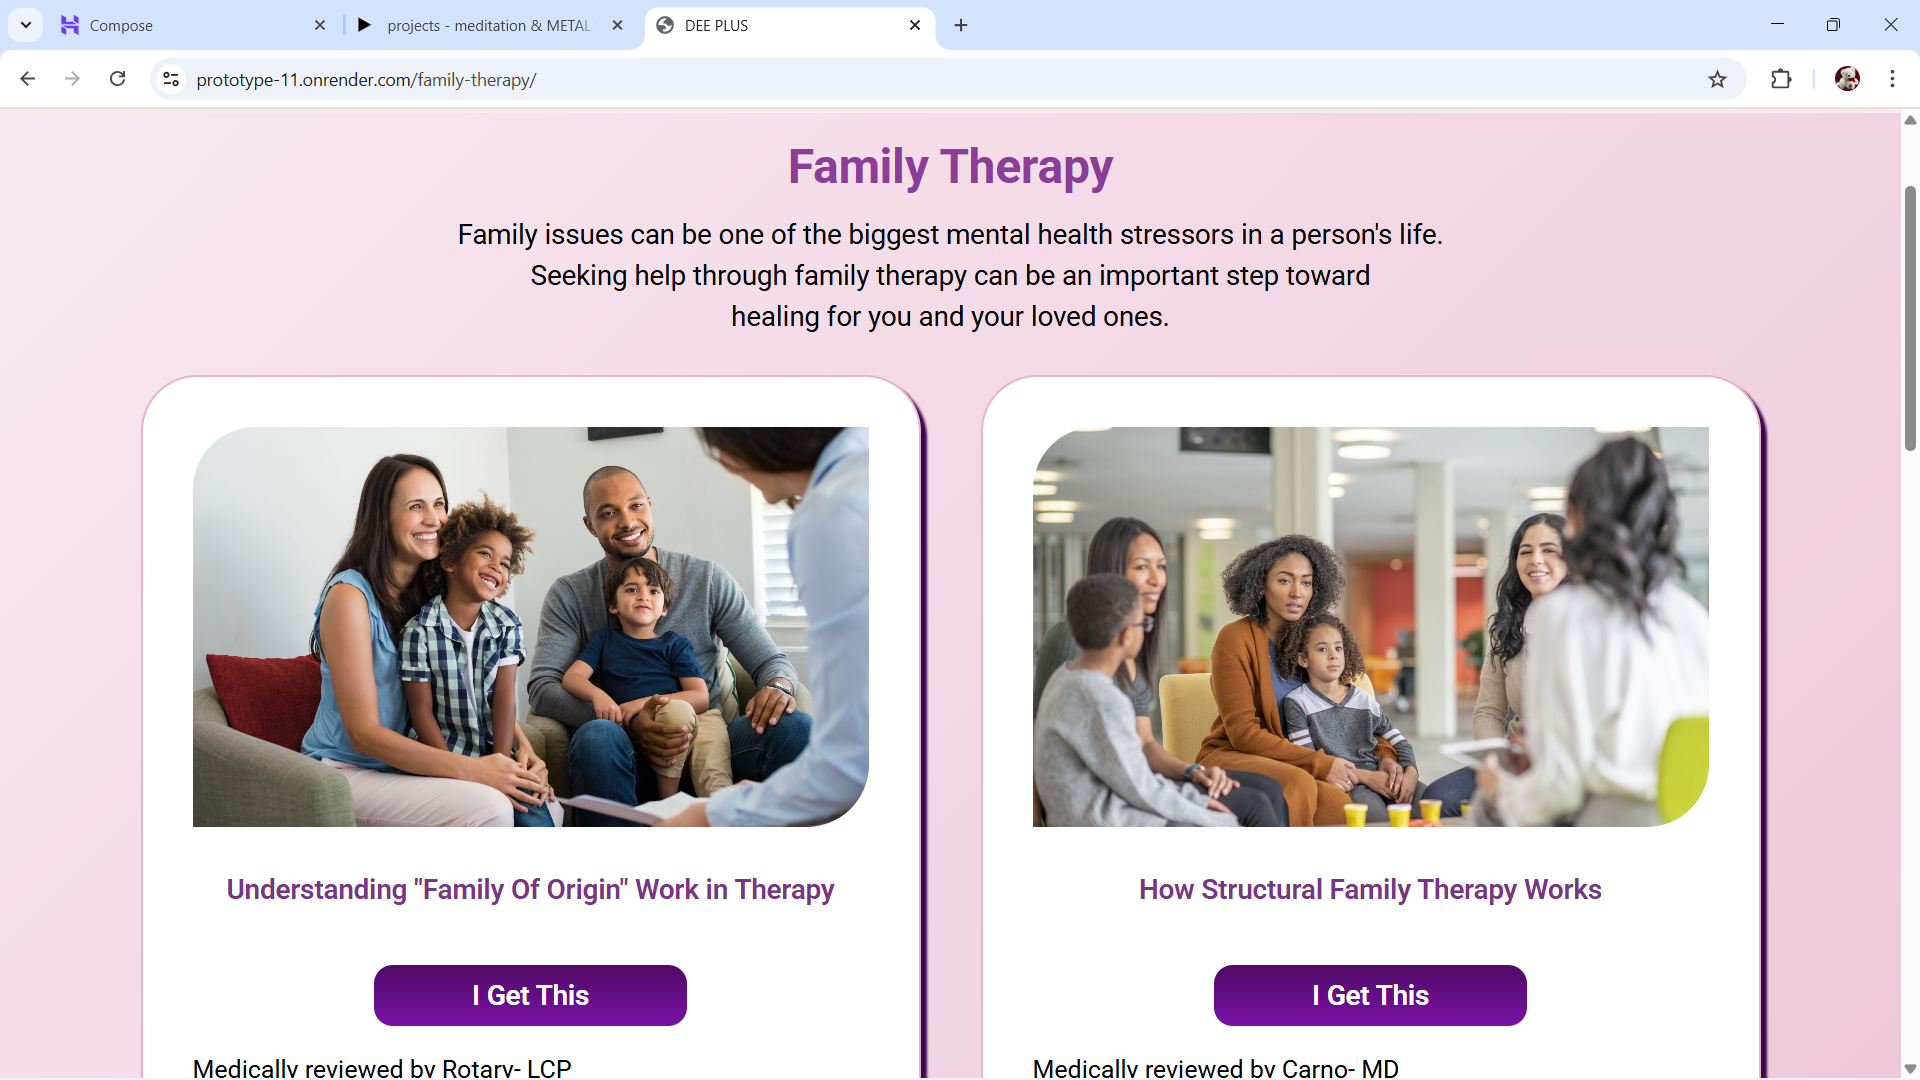 Compose
projects - meditation & METAL
DEE PLUS
prototype-11.onrender.com/family-therapy/
Family Therapy
Family issues can be one of the biggest mental health stressors in a person's life.
Seeking help through family therapy can be an important step toward
healing for you and your loved ones.
Understanding "Family Of Origin" Work in Therapy
I Get This
Medically reviewed by Rotary- LCP
How Structural Family Therapy Works
I Get This
Medically reviewed by Carno- MD